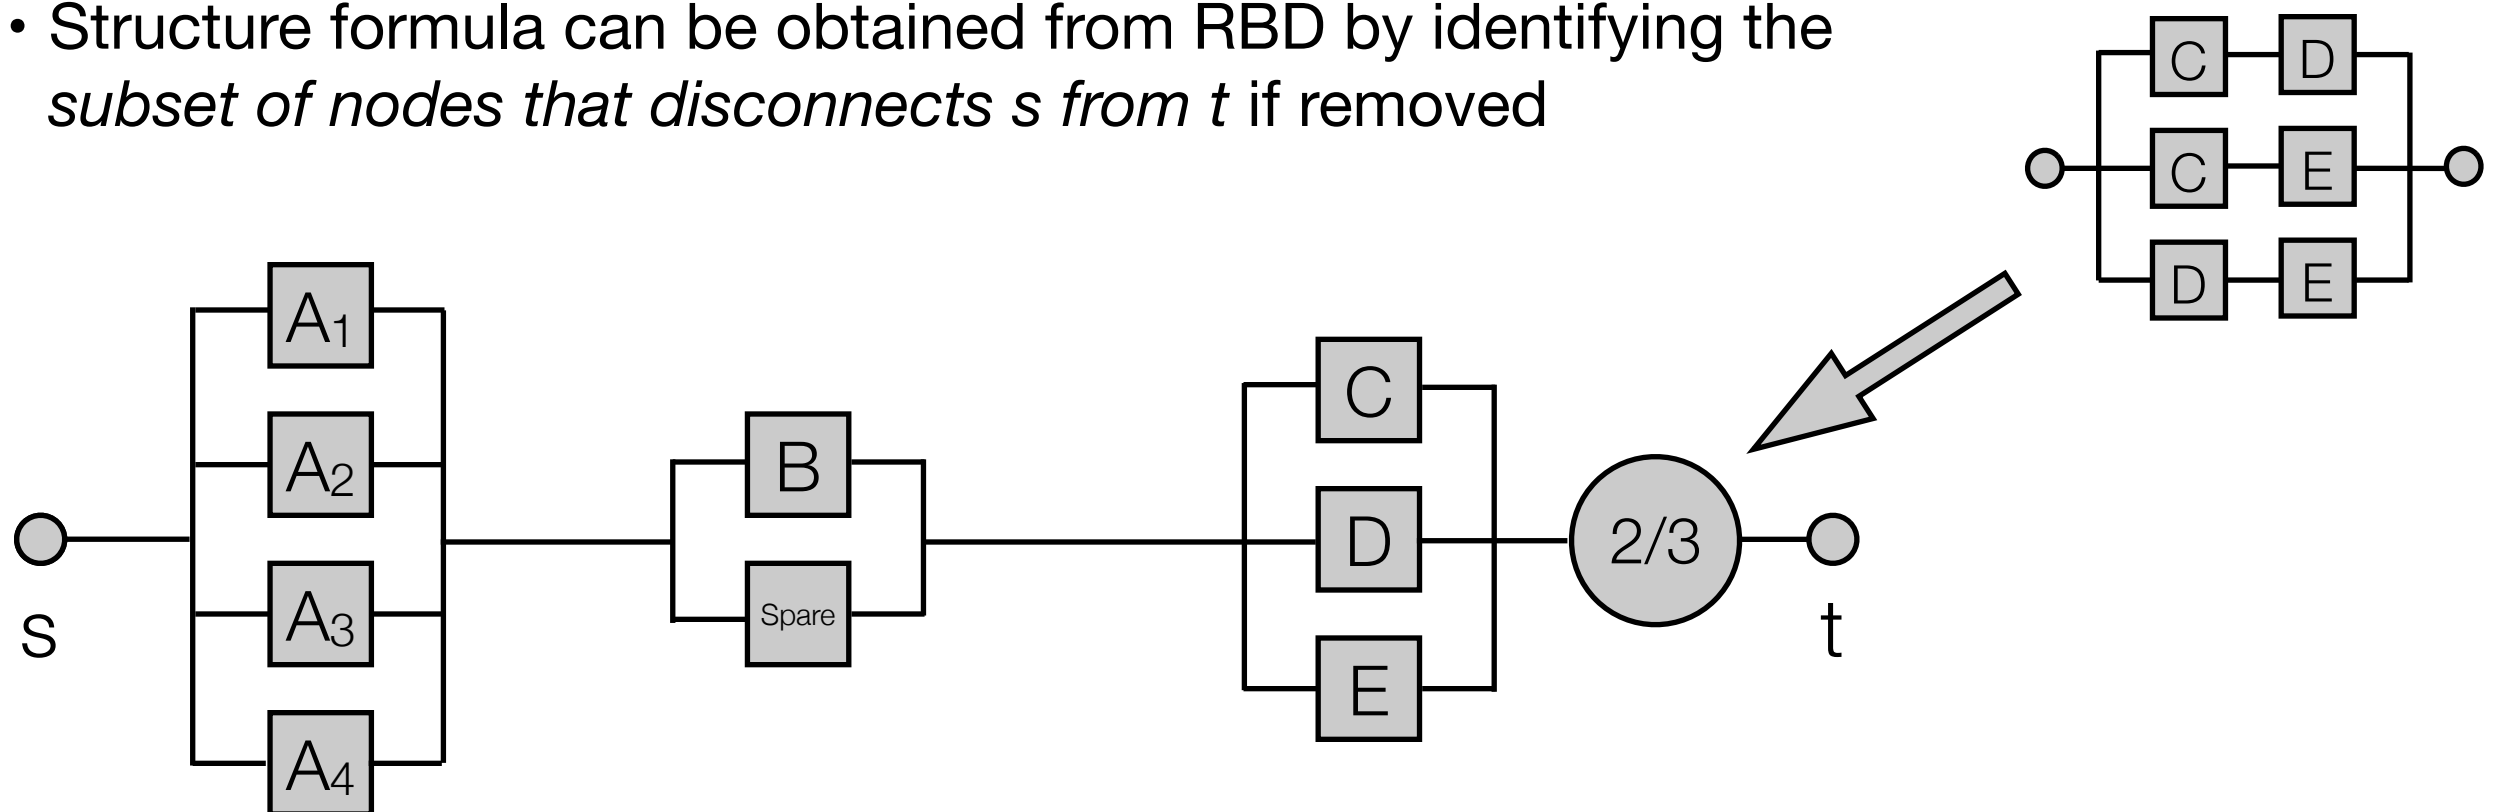 • Structure formula can be obtained from RBD by identifying the
subset of nodes that disconnects s from t if removed
C D
C E
D E
A1
A2
A3
A4
B
Spare
C
D
E
2/3
S
t